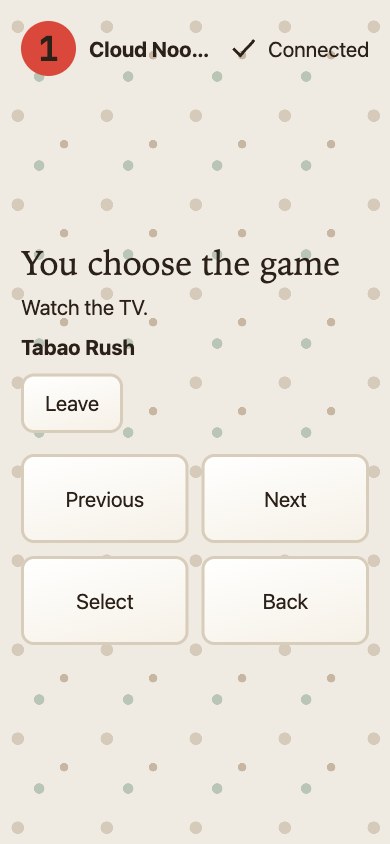 1 Cloud Noo... Connected
You choose the game
Watch the TV.
Tabao Rush
Leave
Previous Next
Select Back